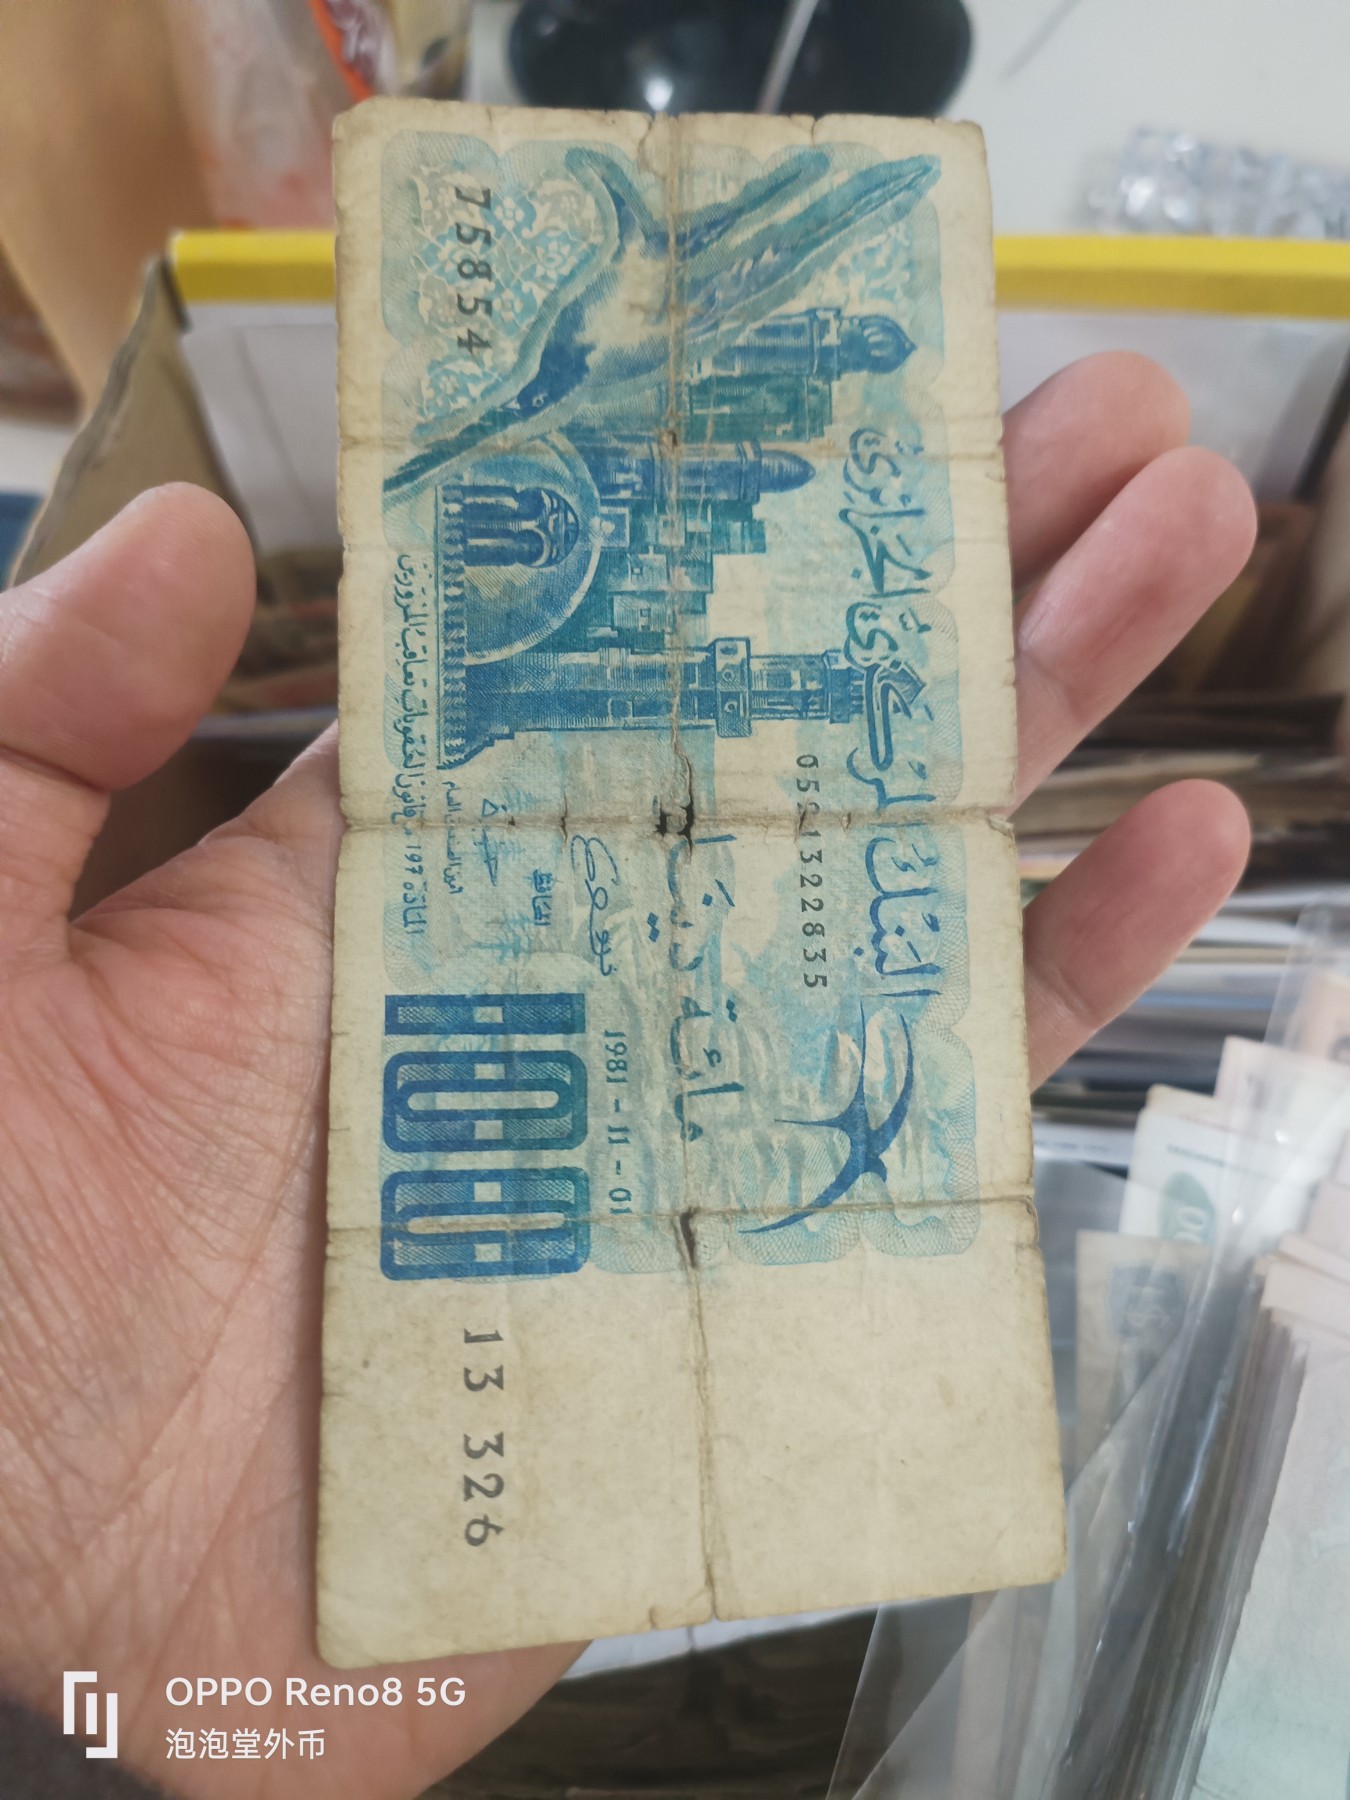 البنك المركزي الجزائري
0521322835
75854
مائة دينار
1981 - 11 - 01
100
المحافظ
13 326
OPPO Reno8 5G
泡泡堂外币